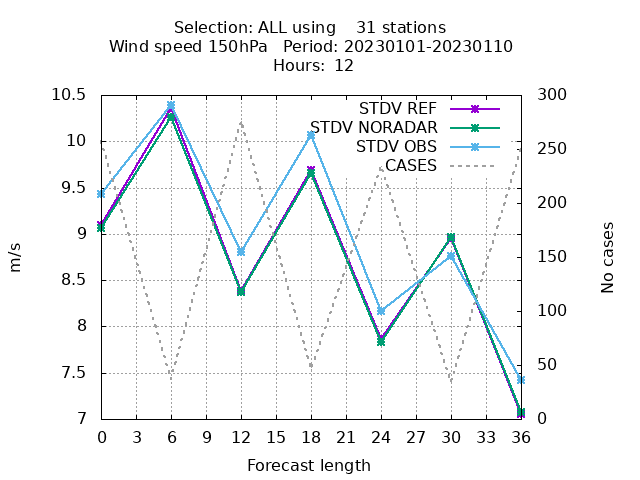 Selection: ALL using    31 stations
Wind speed 150hPa   Period: 20230101-20230110
Hours: 12
STDV REF
STDV NORADAR
STDV OBS
CASES
10.5
10
9.5
9
8.5
8
7.5
7
m/s
300
250
200
150
100
50
0
No cases
0 3 6 9 12 15 18 21 24 27 30 33 36
Forecast length